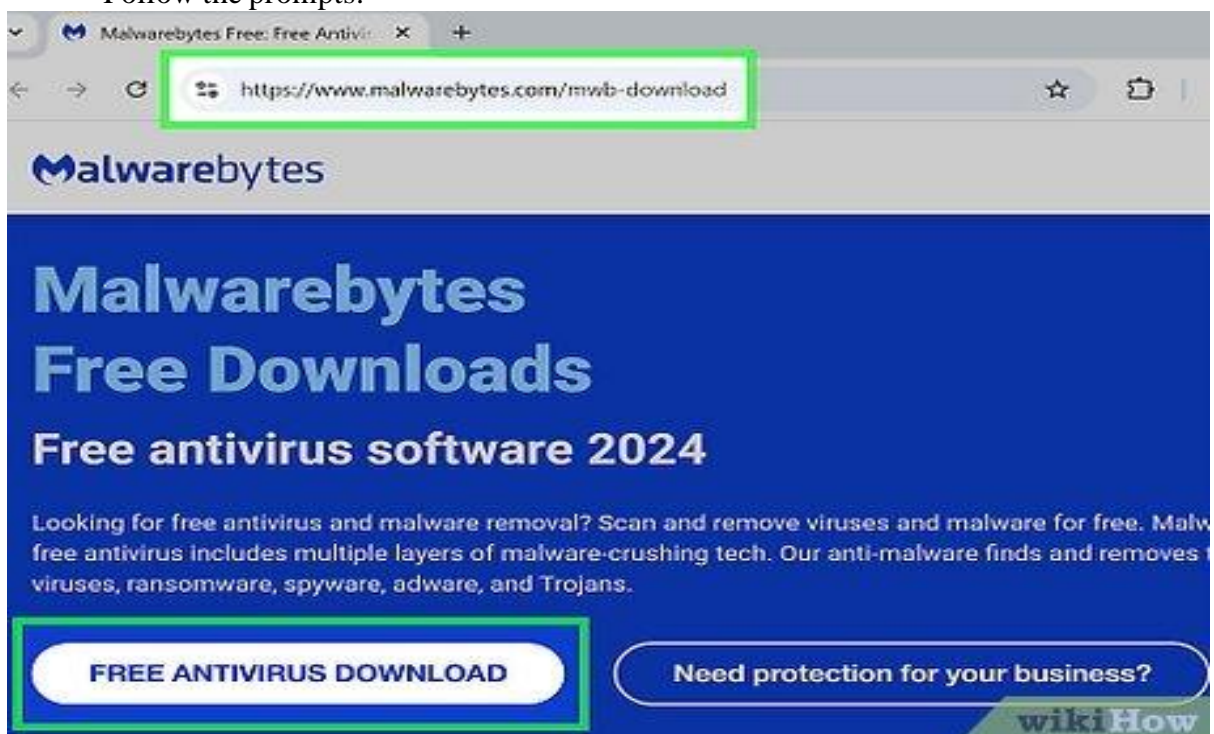 Follow the prompts.
Malwarebytes Free: Free Antivi
https://www.malwarebytes.com/mwb-download
Malwarebytes
Malwarebytes
Free Downloads
Free antivirus software 2024
Looking for free antivirus and malware removal? Scan and remove viruses and malware for free. Malw
free antivirus includes multiple layers of malware-crushing tech. Our anti-malware finds and removes t
viruses, ransomware, spyware, adware, and Trojans.
FREE ANTIVIRUS DOWNLOAD
Need protection for your business?
wikiHow